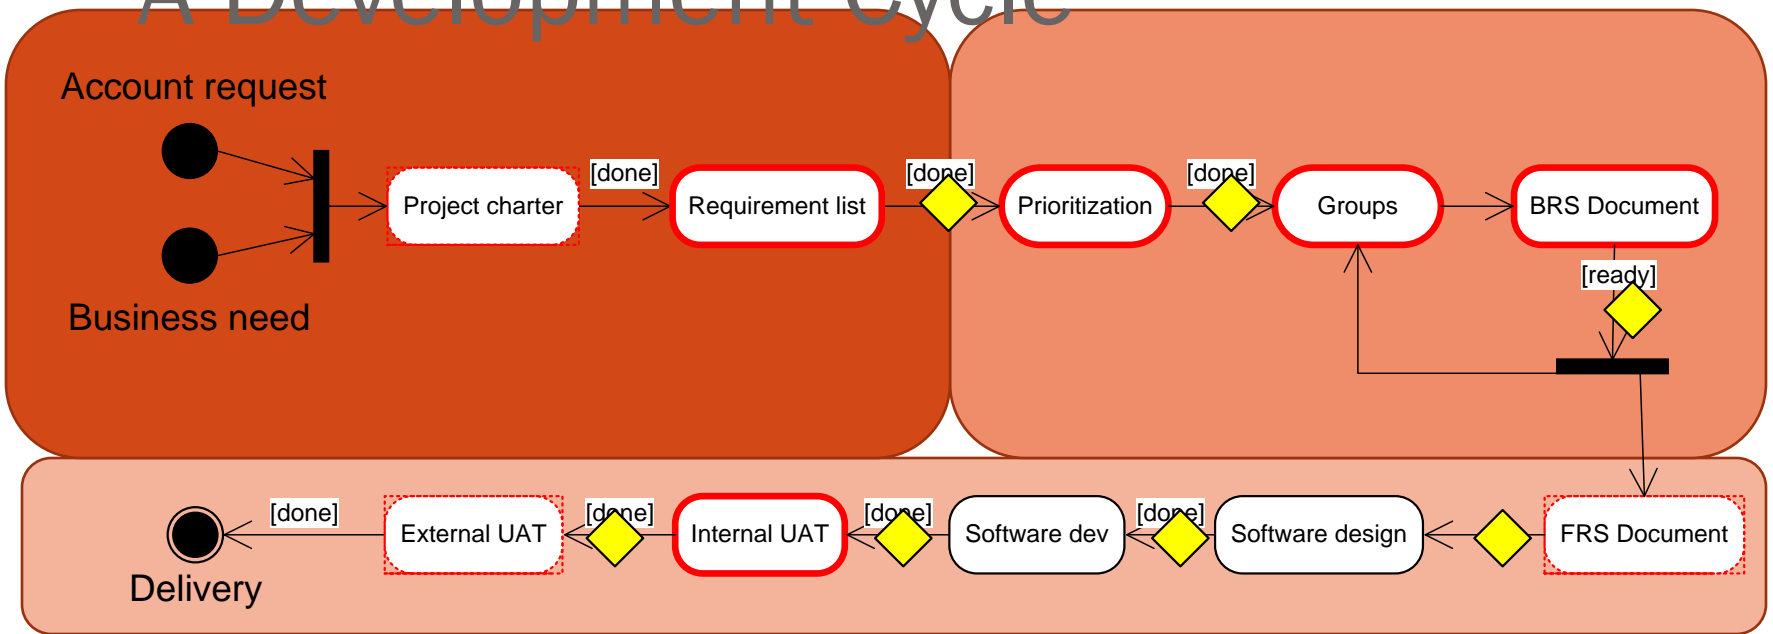 A Development Cycle
Account request
[done]
[done]
[done]
Project charter
Requirement list
Prioritization
Groups
BRS Document
[ready]
Business need
[done]
[done]
[done]
[done]
External UAT
Internal UAT
Software dev
Software design
FRS Document
Delivery